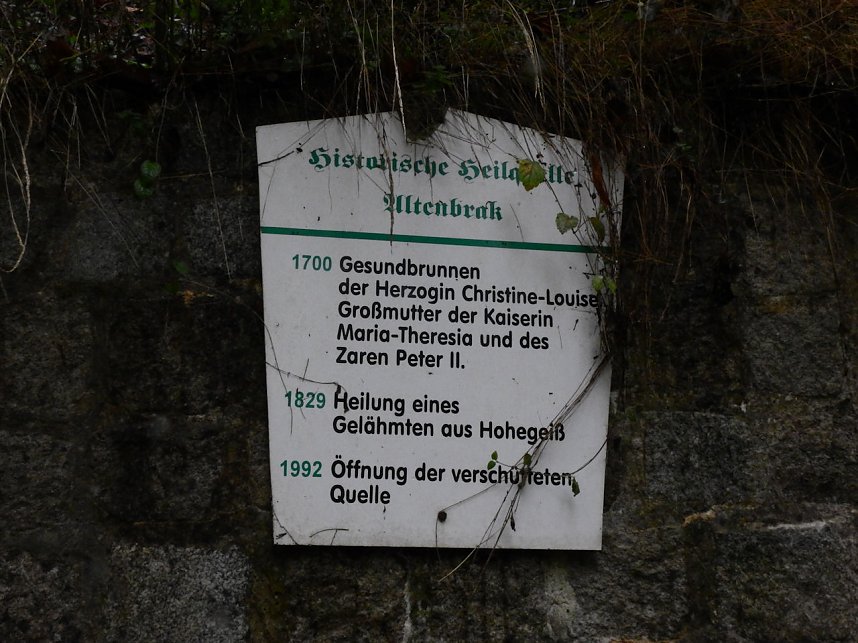 Historische Heilquelle
Altenbrak
1700 Gesundbrunnen
der Herzogin Christine-Louise
Großmutter der Kaiserin
Maria-Theresia und des
Zaren Peter II.
1829 Heilung eines
Gelähmten aus Hohegeiß
1992 Öffnung der verschütteten
Quelle